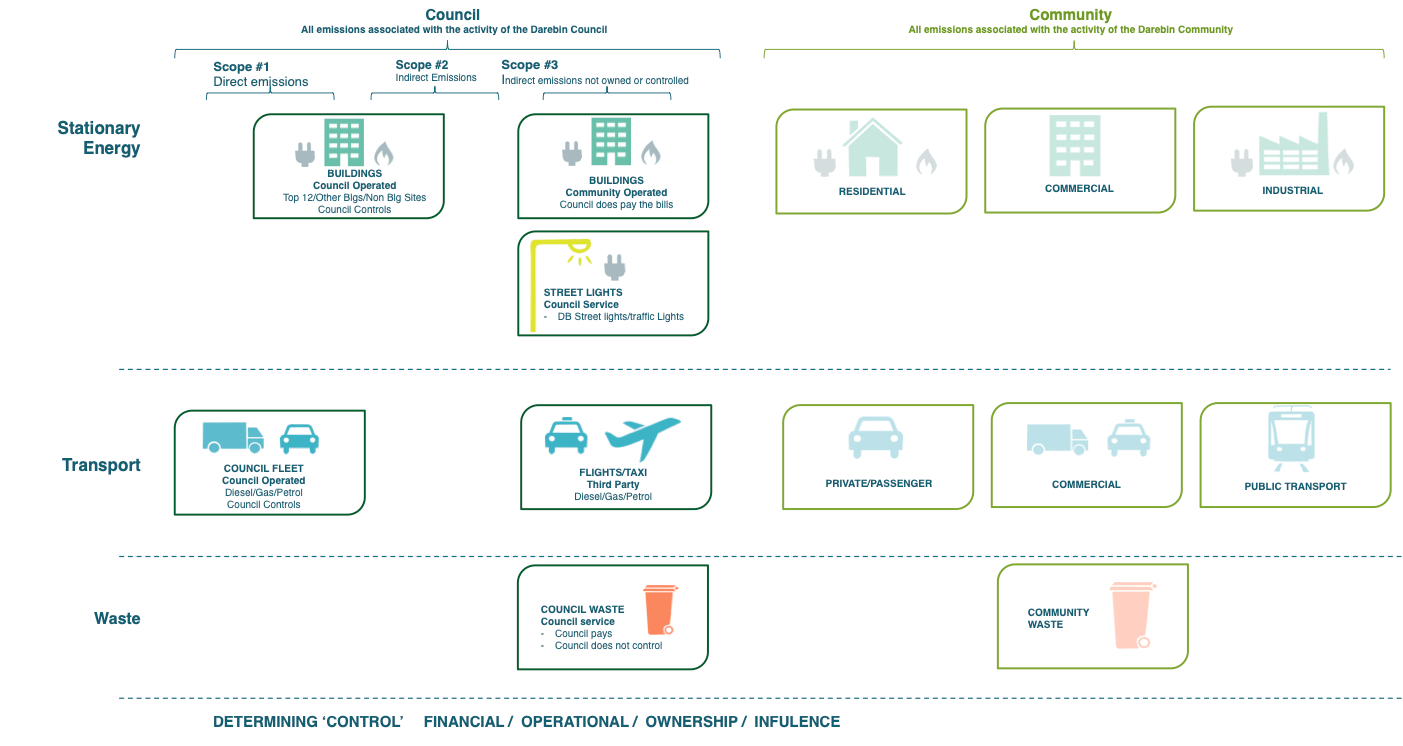 Council
All emissions associated with the activity of the Darebin Council
Community
All emissions associated with the activity of the Darebin Community
Scope #1
Direct emissions
Scope #2
Indirect Emissions
Scope #3
Indirect emissions not owned or controlled
Stationary
Energy
BUILDINGS
Council Operated
Top 12/Other Blgs/Non Blg Sites
Council Controls
BUILDINGS
Community Operated
Council does pay the bills
RESIDENTIAL
COMMERCIAL
INDUSTRIAL
STREET LIGHTS
Council Service
- DB Street lights/traffic Lights
Transport
COUNCIL FLEET
Council Operated
Diesel/Gas/Petrol
Council Controls
FLIGHTS/TAXI
Third Party
Diesel/Gas/Petrol
PRIVATE/PASSENGER
COMMERCIAL
PUBLIC TRANSPORT
Waste
COUNCIL WASTE
Council service
- Council pays
- Council does not control
COMMUNITY
WASTE
DETERMINING ‘CONTROL’ FINANCIAL / OPERATIONAL / OWNERSHIP / INFULENCE